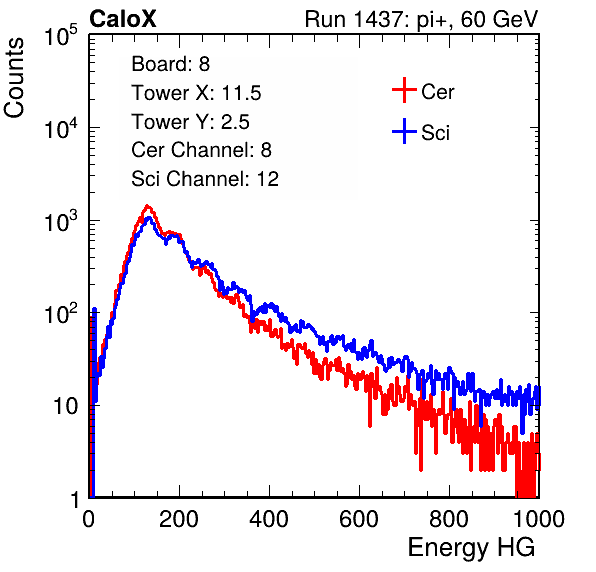 CaloX Run 1437: pi+, 60 GeV
Counts
10^5
10^4
10^3
10^2
10
1
Board: 8
Tower X: 11.5
Tower Y: 2.5
Cer Channel: 8
Sci Channel: 12
Cer
Sci
0 200 400 600 800 1000
Energy HG